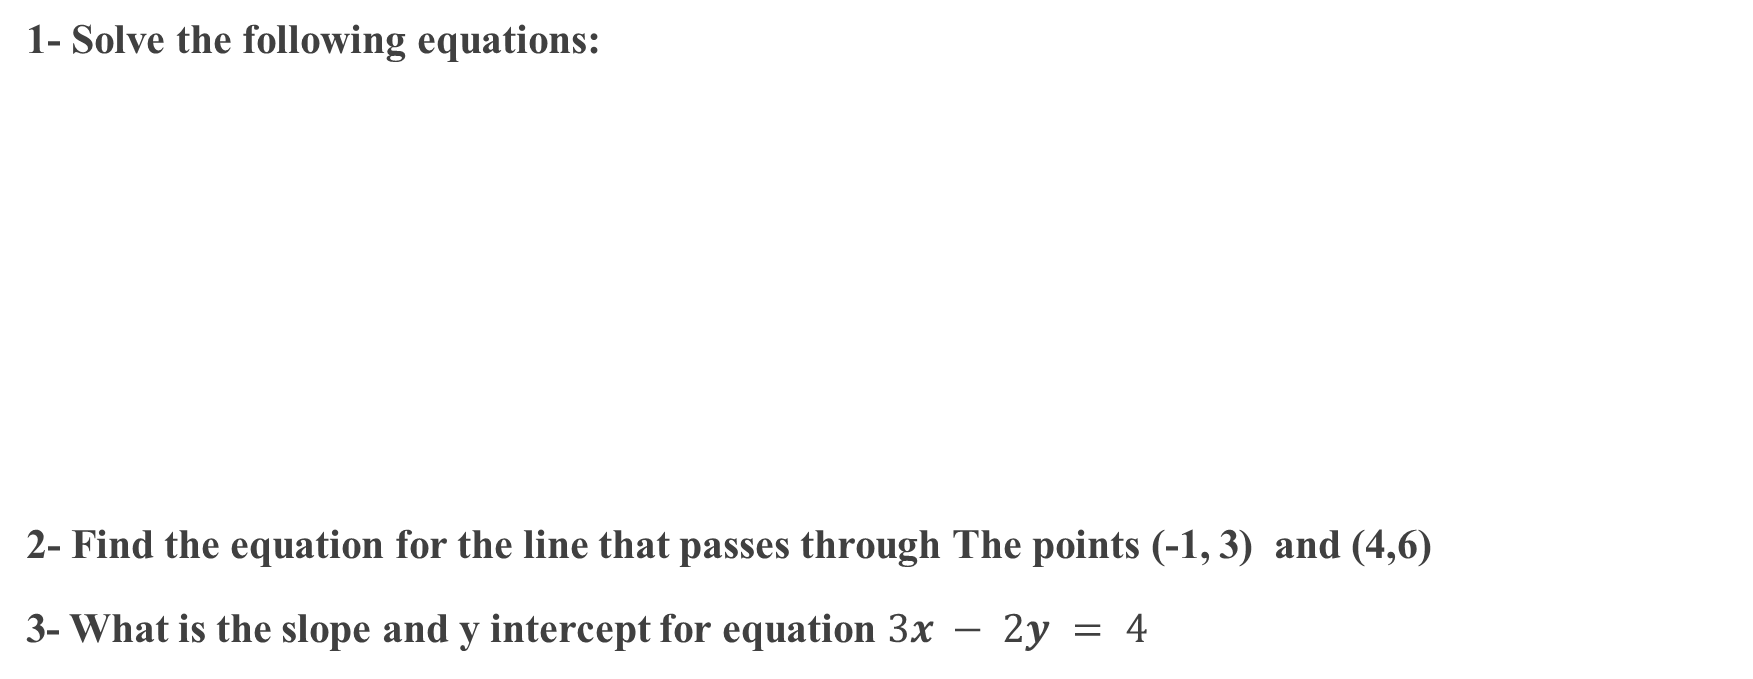 1- Solve the following equations:
2- Find the equation for the line that passes through The points (-1, 3)  and (4,6)
3- What is the slope and y intercept for equation 3𝒙 − 2𝒚 = 4